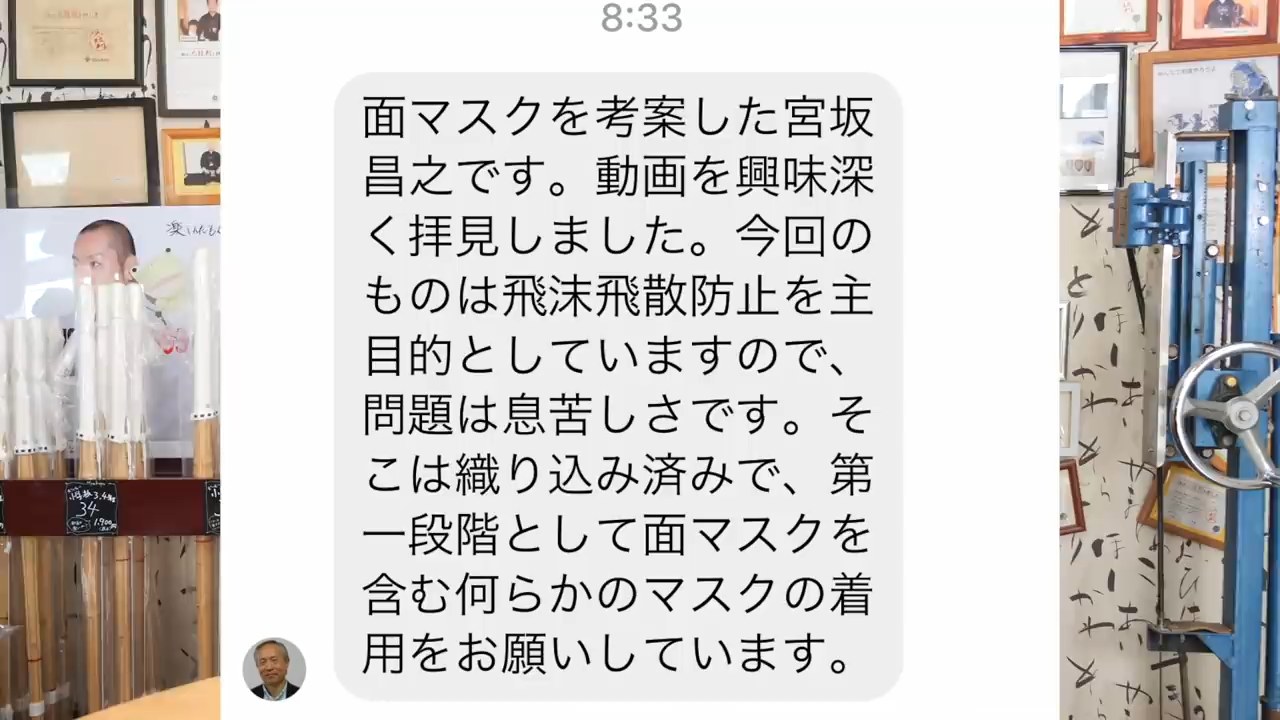 8:33
面マスクを考案した宮坂
昌之です。動画を興味深
く拝見しました。今回の
ものは飛沫飛散防止を主
目的としていますので、
問題は息苦しさです。そ
こは織り込み済みで、第
一段階として面マスクを
含む何らかのマスクの着
用をお願いしています。
34
1.900